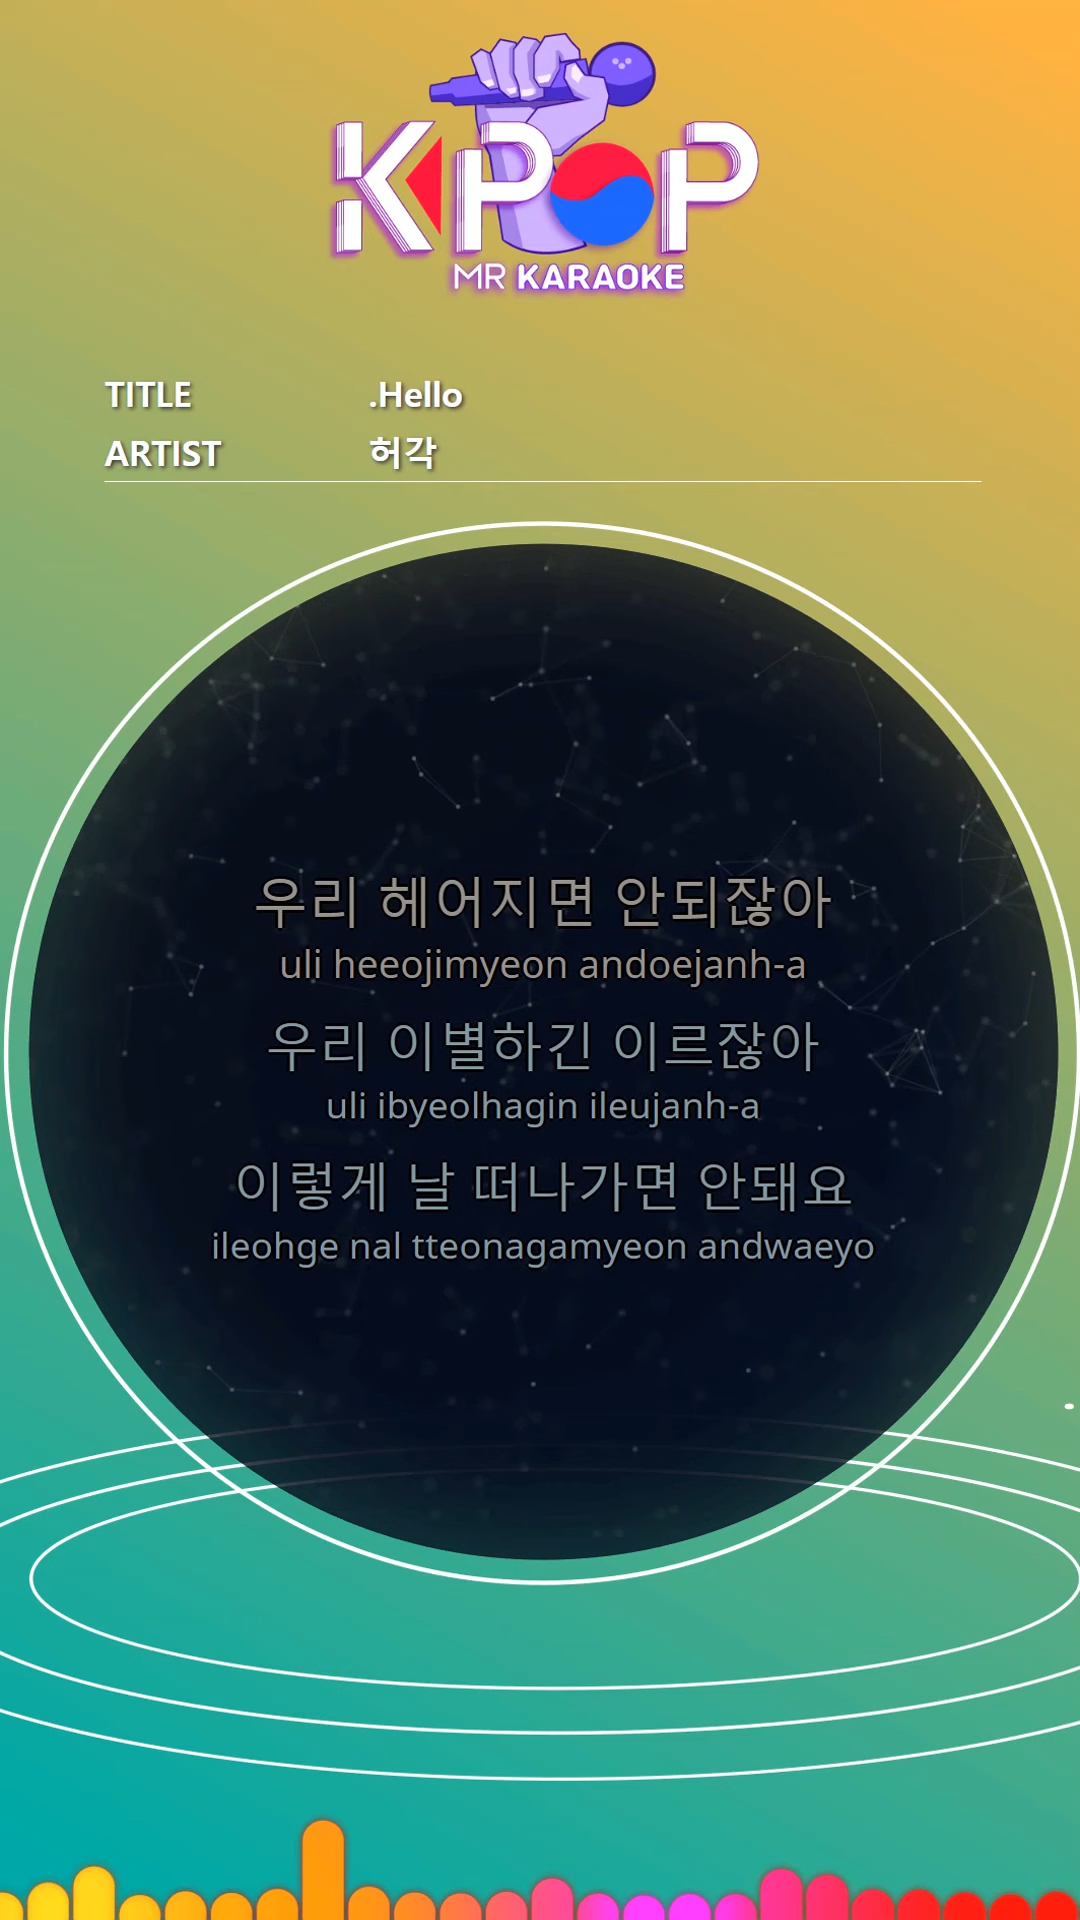 KPOP
MR KARAOKE
TITLE .Hello
ARTIST 허각
우리 헤어지면 안되잖아
uli heeojimyeon andoejanh-a
우리 이별하긴 이르잖아
uli ibyeolhagin ileujanh-a
이렇게 날 떠나가면 안돼요
ileohge nal tteonagamyeon andwaeyo